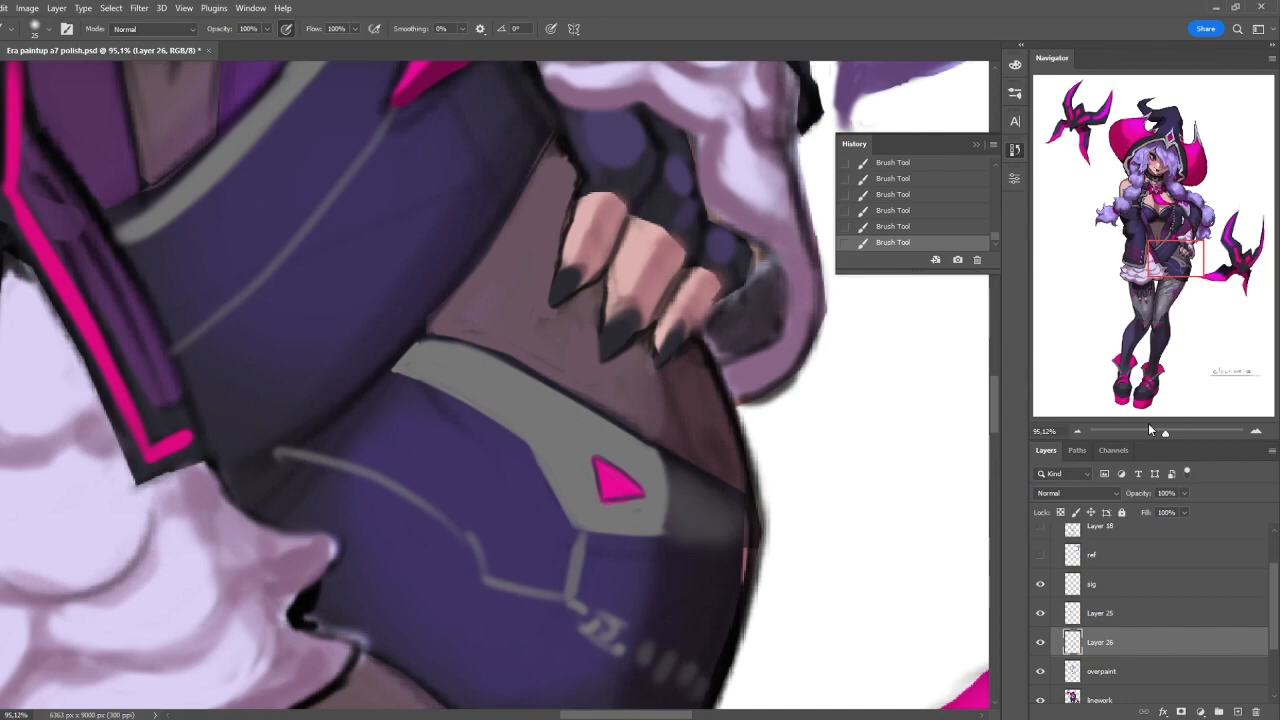 dit Image Layer Type Select Filter 3D View Plugins Window Help
25 Mode: Normal Opacity: 100% Flow: 100% Smoothing: 0% 0° Share
Era paintup a7 polish.psd @ 95,1% (Layer 26, RGB/8) * ×
Navigator
History
Brush Tool
Brush Tool
Brush Tool
Brush Tool
Brush Tool
Brush Tool
95,12%
Layers Paths Channels
Kind
Normal Opacity: 100%
Lock: Fill: 100%
Layer 18
ref
sig
Layer 25
Layer 26
overpaint
linework
95,12% 6363 px x 9000 px (300 ppi)